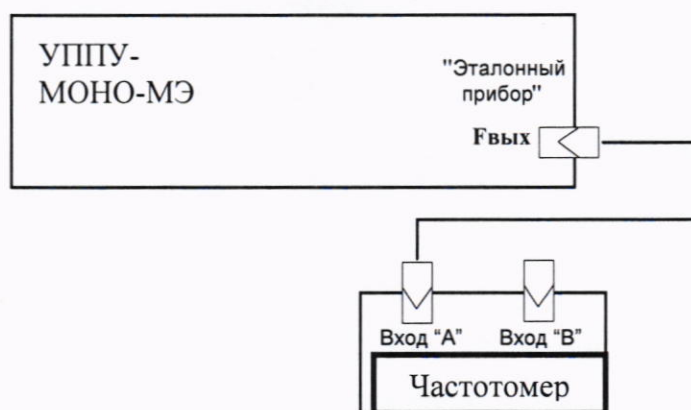 УППУ-
МОНО-МЭ
"Эталонный
прибор"
Fвых
Вход “А”
Вход “В”
Частотомер